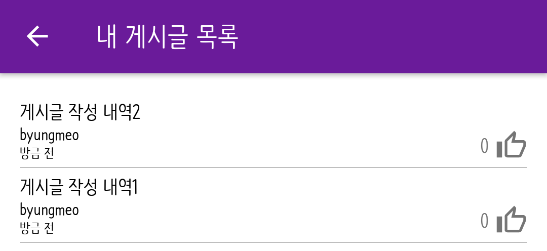 내 게시글 목록
게시글 작성 내역2
byungmeo
방금 전
0
게시글 작성 내역1
byungmeo
방금 전
0